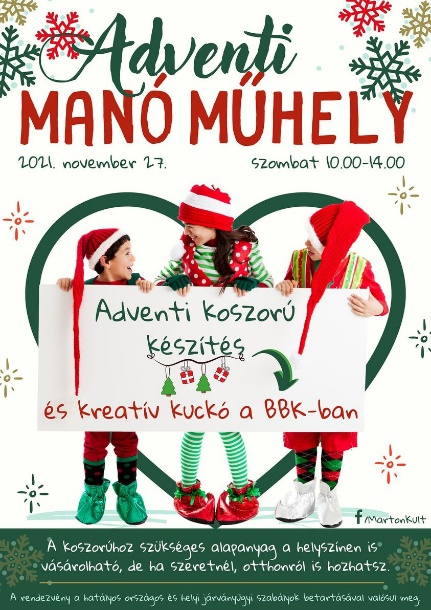 Adventi
MANÓ MŰHELY
2021. november 27. szombat 10.00-14.00
Adventi koszorú
készítés
és kreatív kuckó a BBK-ban
f/MartonKult
A koszorúhoz szükséges alapanyag a helyszínen is
vásárolható, de ha szeretnél, otthonról is hozhatsz.
A rendezvény a hatályos országos és helyi járványügyi szabályok betartásával valósul meg.